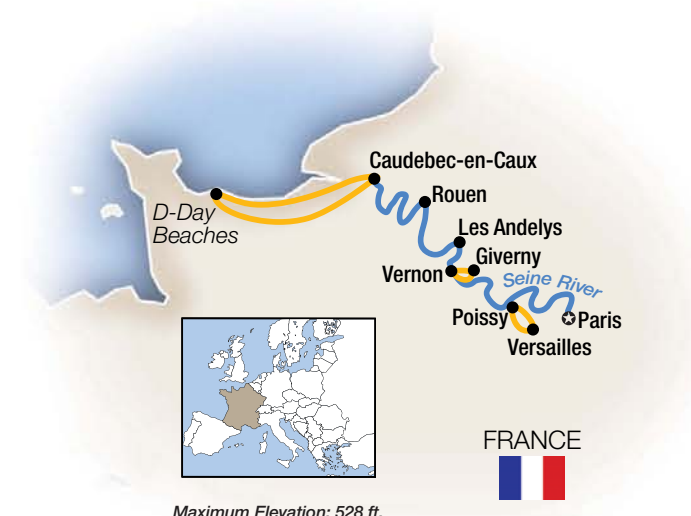 Caudebec-en-Caux
Rouen
D-Day
Beaches
Les Andelys
Giverny
Vernon
Seine River
Poissy
Paris
Versailles
FRANCE
Maximum Elevation: 528 ft.